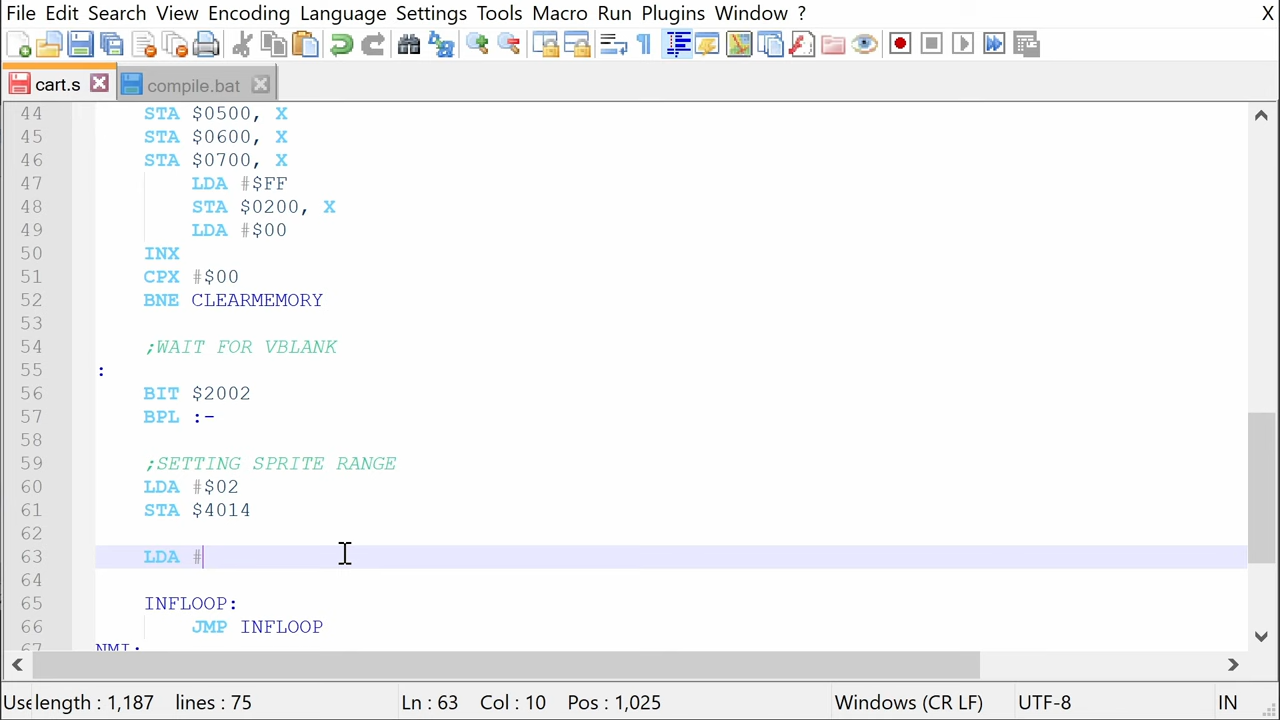 File Edit Search View Encoding Language Settings Tools Macro Run Plugins Window ? X
cart.s compile.bat
44 STA $0500, X
45 STA $0600, X
46 STA $0700, X
47 LDA #$FF
48 STA $0200, X
49 LDA #$00
50 INX
51 CPX #$00
52 BNE CLEARMEMORY
53
54 ;WAIT FOR VBLANK
55 :
56 BIT $2002
57 BPL :-
58
59 ;SETTING SPRITE RANGE
60 LDA #$02
61 STA $4014
62
63 LDA #
64
65 INFLOOP:
66 JMP INFLOOP
67 NMI:
Use length : 1,187 lines : 75 Ln : 63 Col : 10 Pos : 1,025 Windows (CR LF) UTF-8 IN